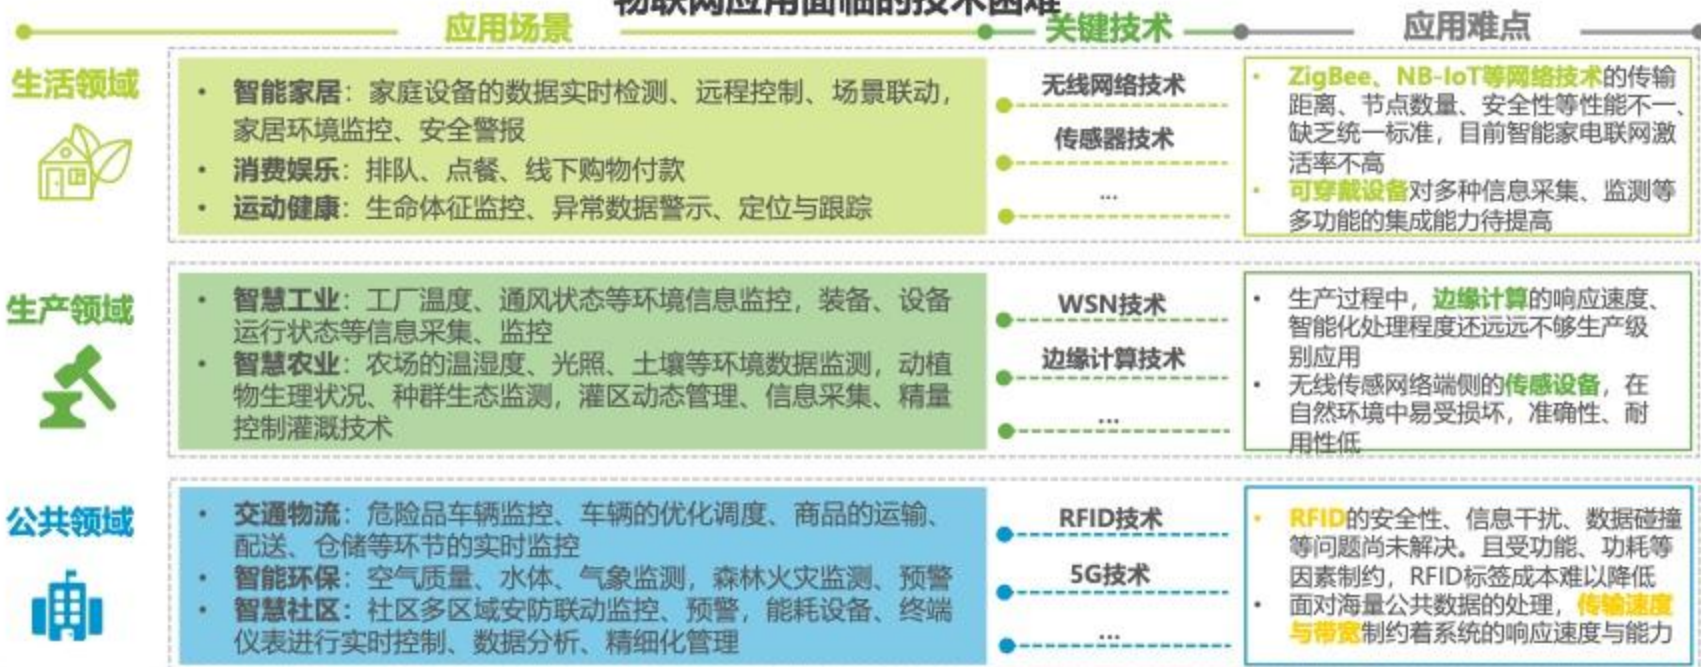 物联网应用面临的技术困难
应用场景
关键技术
应用难点
生活领域
• 智能家居：家庭设备的数据实时检测、远程控制、场景联动，
家居环境监控、安全警报
• 消费娱乐：排队、点餐、线下购物付款
• 运动健康：生命体征监控、异常数据警示、定位与跟踪
无线网络技术
传感器技术
...
• ZigBee、NB-IoT等网络技术的传输
距离、节点数量、安全性等性能不一、
缺乏统一标准，目前智能家电联网激
活率不高
• 可穿戴设备对多种信息采集、监测等
多功能的集成能力待提高
生产领域
• 智慧工业：工厂温度、通风状态等环境信息监控，装备、设备
运行状态等信息采集、监控
• 智慧农业：农场的温湿度、光照、土壤等环境数据监测，动植
物生理状况、种群生态监测，灌区动态管理、信息采集、精量
控制灌溉技术
WSN技术
边缘计算技术
...
• 生产过程中，边缘计算的响应速度、
智能化处理程度还远远不够生产级
别应用
• 无线传感网络端侧的传感设备，在
自然环境中易受损坏，准确性、耐
用性低
公共领域
• 交通物流：危险品车辆监控、车辆的优化调度、商品的运输、
配送、仓储等环节的实时监控
• 智能环保：空气质量、水体、气象监测，森林火灾监测、预警
• 智慧社区：社区多区域安防联动监控、预警，能耗设备、终端
仪表进行实时控制、数据分析、精细化管理
RFID技术
5G技术
...
• RFID的安全性、信息干扰、数据碰撞
等问题尚未解决。且受功能、功耗等
因素制约，RFID标签成本难以降低
• 面对海量公共数据的处理，传输速度
与带宽制约着系统的响应速度与能力